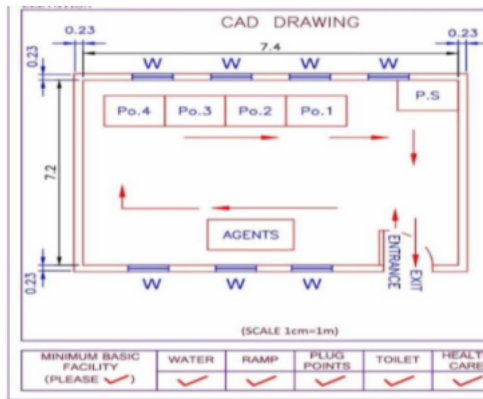 CAD DRAWING
0.23
7.4
0.23
0.23
W W W W
Po.4 Po.3 Po.2 Po.1
P.S
7.2
AGENTS
ENTRANCE
EXIT
0.23
W W W
(SCALE 1cm=1m)
MINIMUM BASIC
FACILITY
(PLEASE ✓)
WATER
RAMP
PLUG
POINTS
TOILET
HEALT
CARE